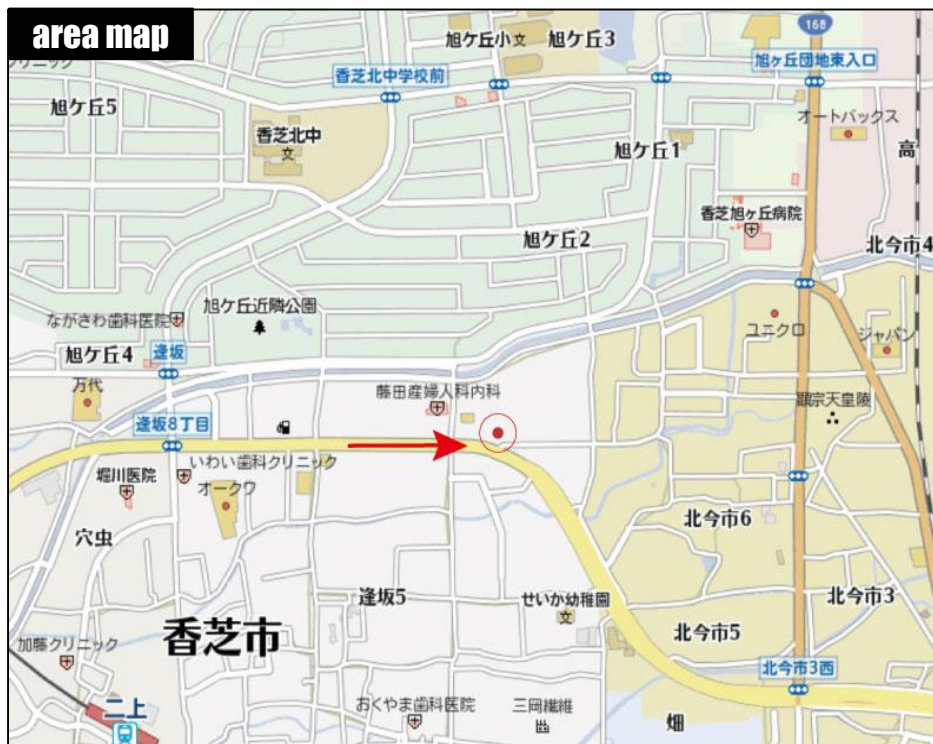 area map
クリニック
旭ケ丘小
旭ケ丘3
168
香芝北中学校前
旭ヶ丘団地東入口
旭ケ丘5
オートバックス
香芝北中
旭ケ丘1
高
香芝旭ヶ丘病院
旭ケ丘2
北今市4
旭ケ丘近隣公園
ながさわ歯科医院
ユニクロ
ジャパン
旭ケ丘4
逢坂
万代
藤田産婦人科内科
顕宗天皇陵
逢坂8丁目
いわい歯科クリニック
堀川医院
オークワ
北今市6
穴虫
逢坂5
せいか幼稚園
北今市3
香芝市
北今市5
加藤クリニック
北今市3西
二上
おくやま歯科医院
三岡繊維
畑